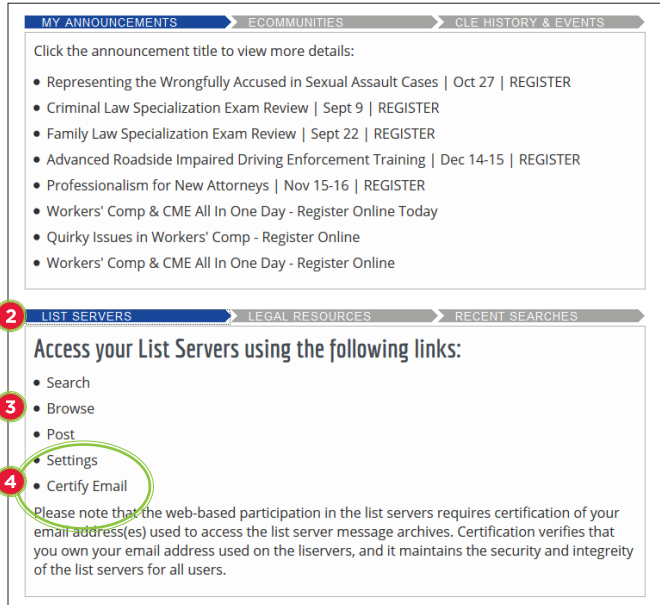 MY ANNOUNCEMENTS ECOMMUNITIES CLE HISTORY & EVENTS
Click the announcement title to view more details:
• Representing the Wrongfully Accused in Sexual Assault Cases | Oct 27 | REGISTER
• Criminal Law Specialization Exam Review | Sept 9 | REGISTER
• Family Law Specialization Exam Review | Sept 22 | REGISTER
• Advanced Roadside Impaired Driving Enforcement Training | Dec 14-15 | REGISTER
• Professionalism for New Attorneys | Nov 15-16 | REGISTER
• Workers' Comp & CME All In One Day - Register Online Today
• Quirky Issues in Workers' Comp - Register Online
• Workers' Comp & CME All In One Day - Register Online
2 LIST SERVERS LEGAL RESOURCES RECENT SEARCHES
Access your List Servers using the following links:
• Search
3 • Browse
• Post
• Settings
4 • Certify Email
Please note that the web-based participation in the list servers requires certification of your
email address(es) used to access the list server message archives. Certification verifies that
you own your email address used on the liservers, and it maintains the security and integreity
of the list servers for all users.